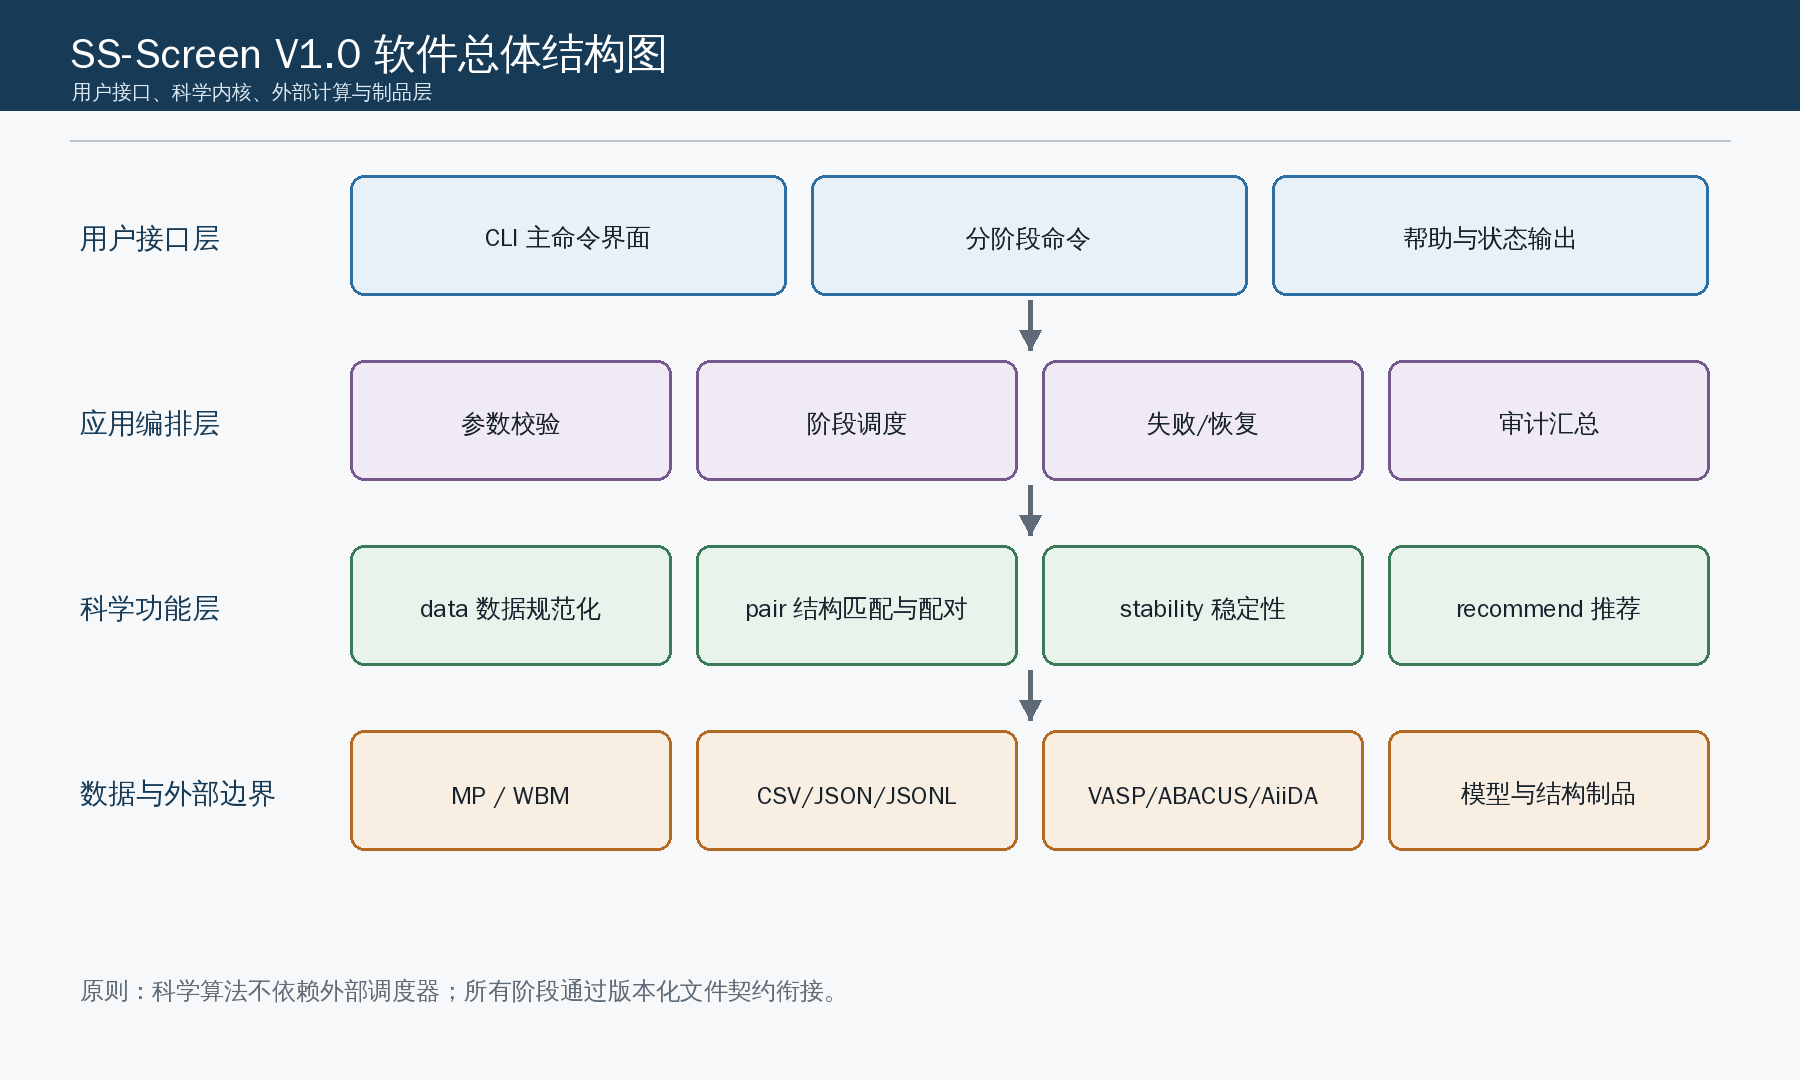 SS-Screen V1.0 软件总体结构图
用户接口、科学内核、外部计算与制品层
用户接口层
CLI 主命令界面
分阶段命令
帮助与状态输出
应用编排层
参数校验
阶段调度
失败/恢复
审计汇总
科学功能层
data 数据规范化
pair 结构匹配与配对
stability 稳定性
recommend 推荐
数据与外部边界
MP / WBM
CSV/JSON/JSONL
VASP/ABACUS/AiiDA
模型与结构制品
原则：科学算法不依赖外部调度器；所有阶段通过版本化文件契约衔接。